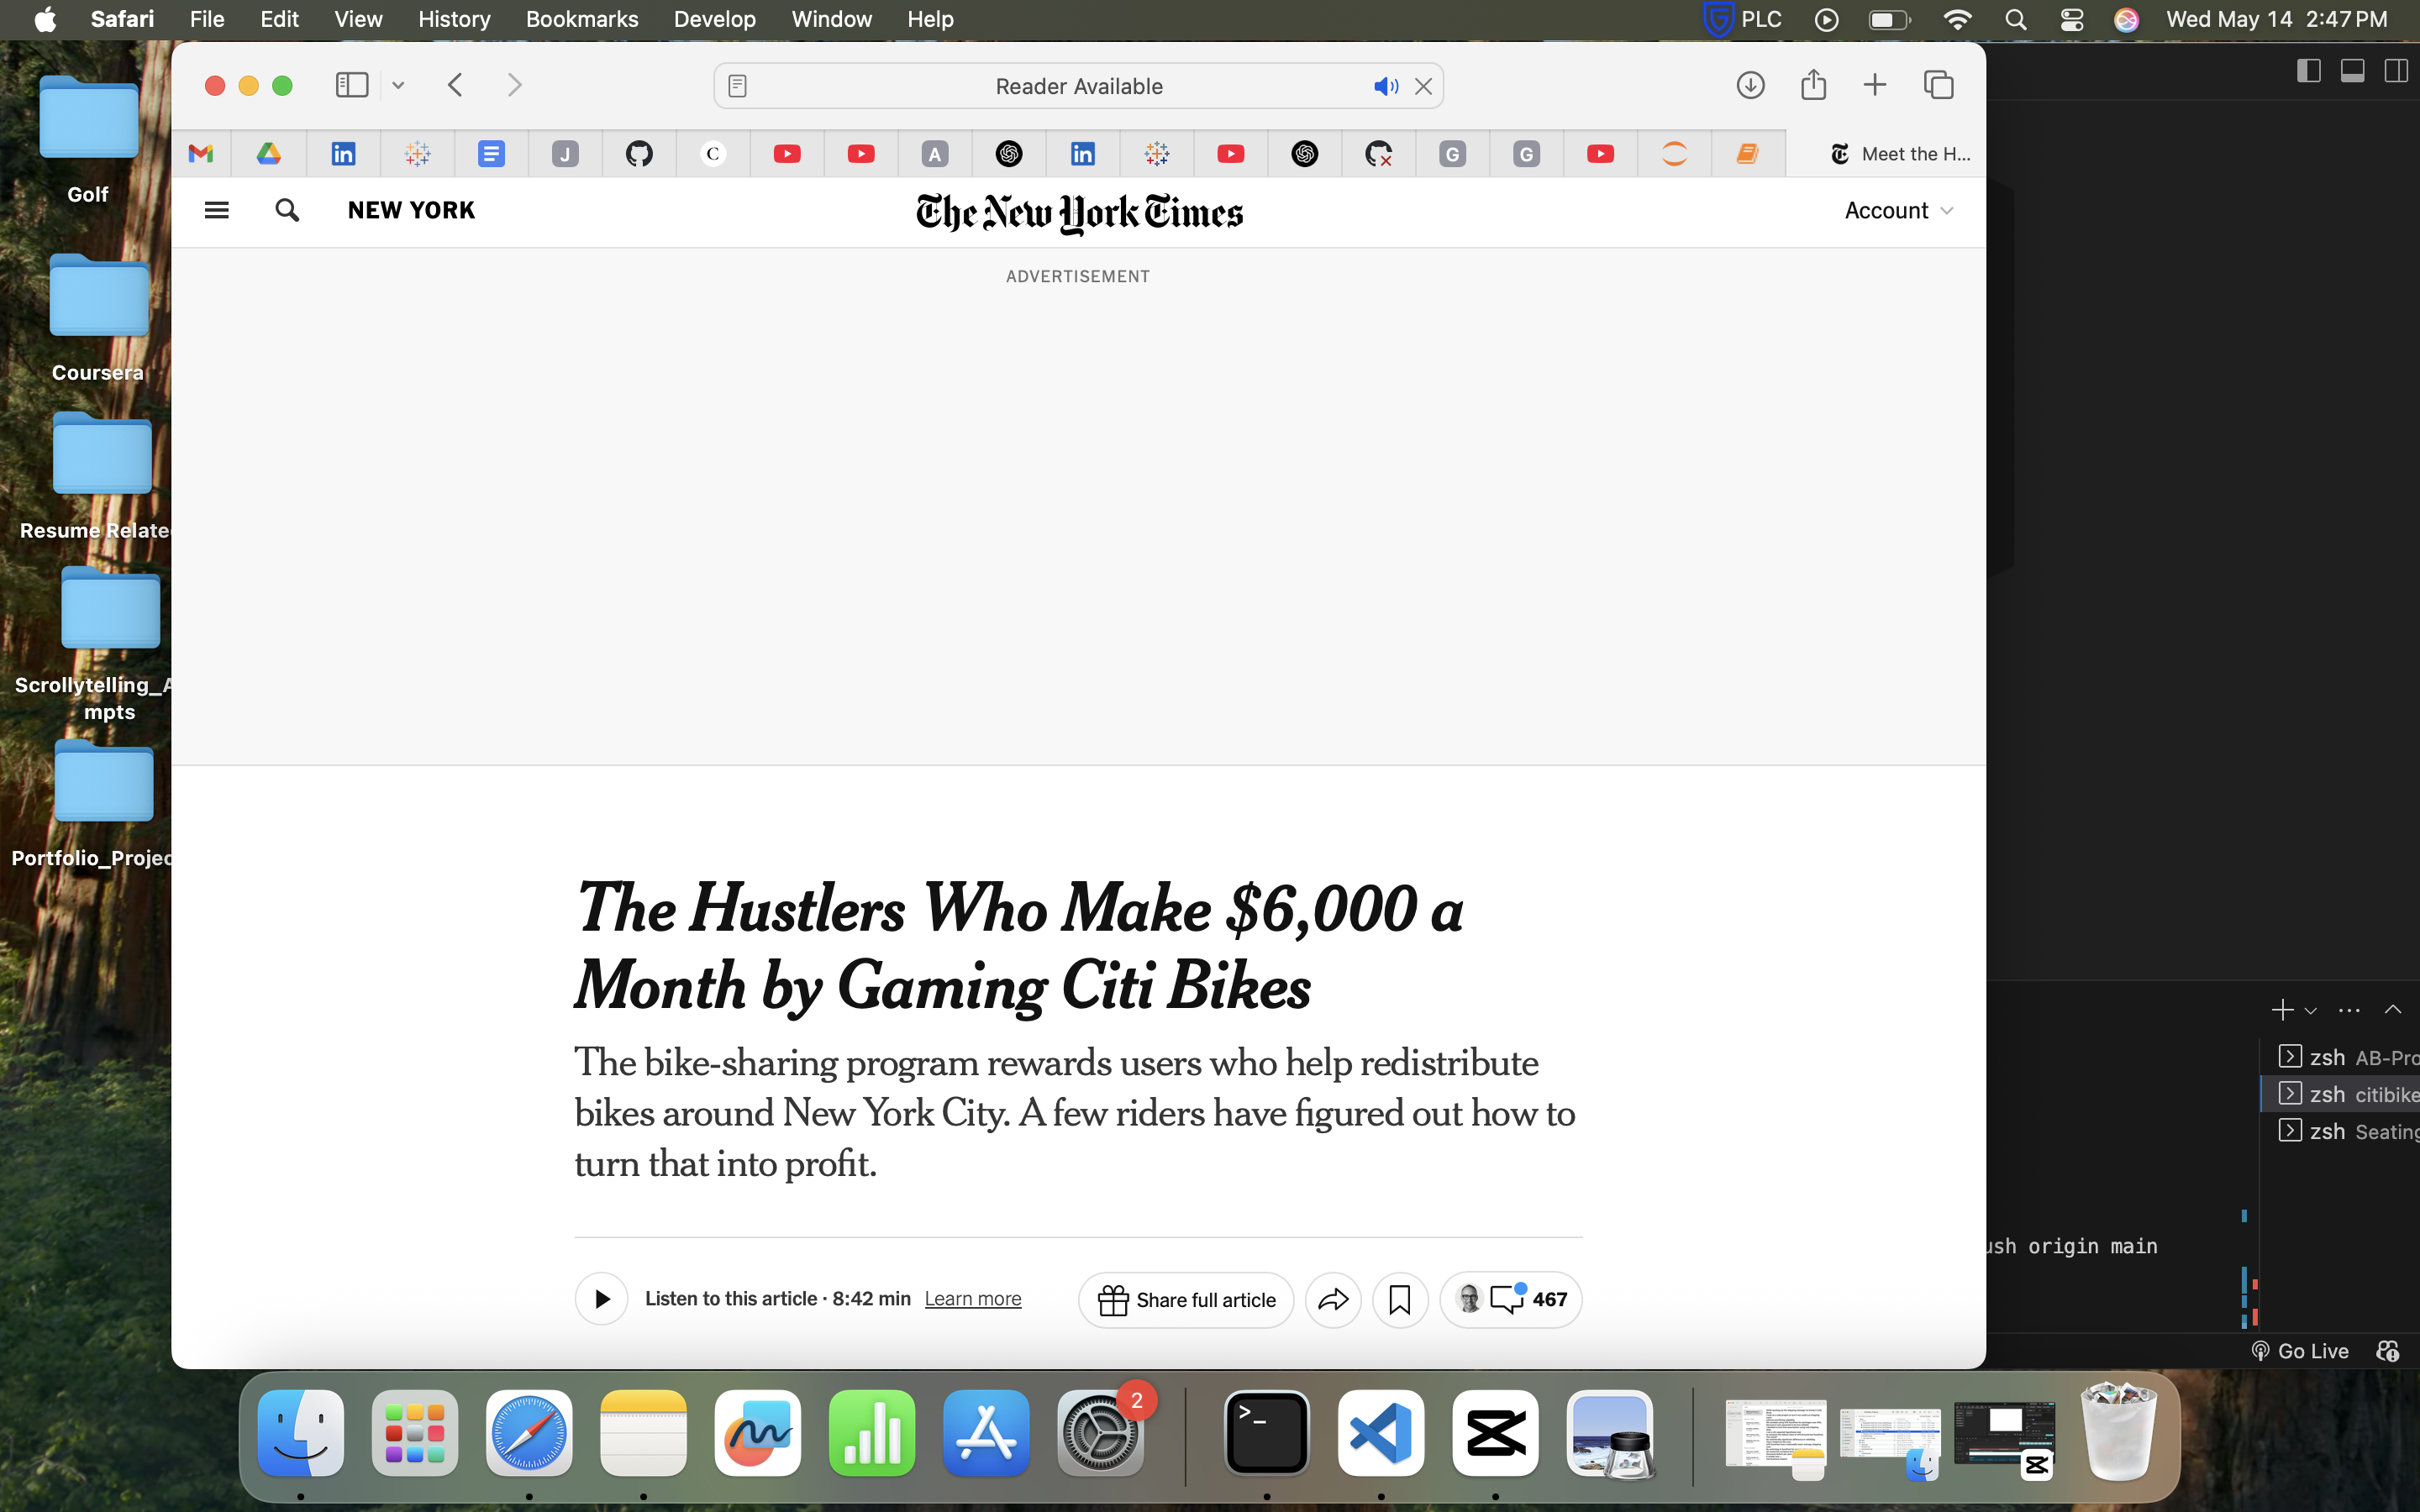 Safari File Edit View History Bookmarks Develop Window Help PLC Wed May 14 2:47 PM
Reader Available
in J C A in G G Meet the H...
NEW YORK The New York Times Account
ADVERTISEMENT
Golf
Coursera
Resume Relate
Scrollytelling_A
mpts
Portfolio_Projec
The Hustlers Who Make $6,000 a
Month by Gaming Citi Bikes
The bike-sharing program rewards users who help redistribute
bikes around New York City. A few riders have figured out how to
turn that into profit.
Listen to this article · 8:42 min Learn more Share full article 467
zsh AB-Pro
zsh citibike
zsh Seating
ush origin main
Go Live
2
>_